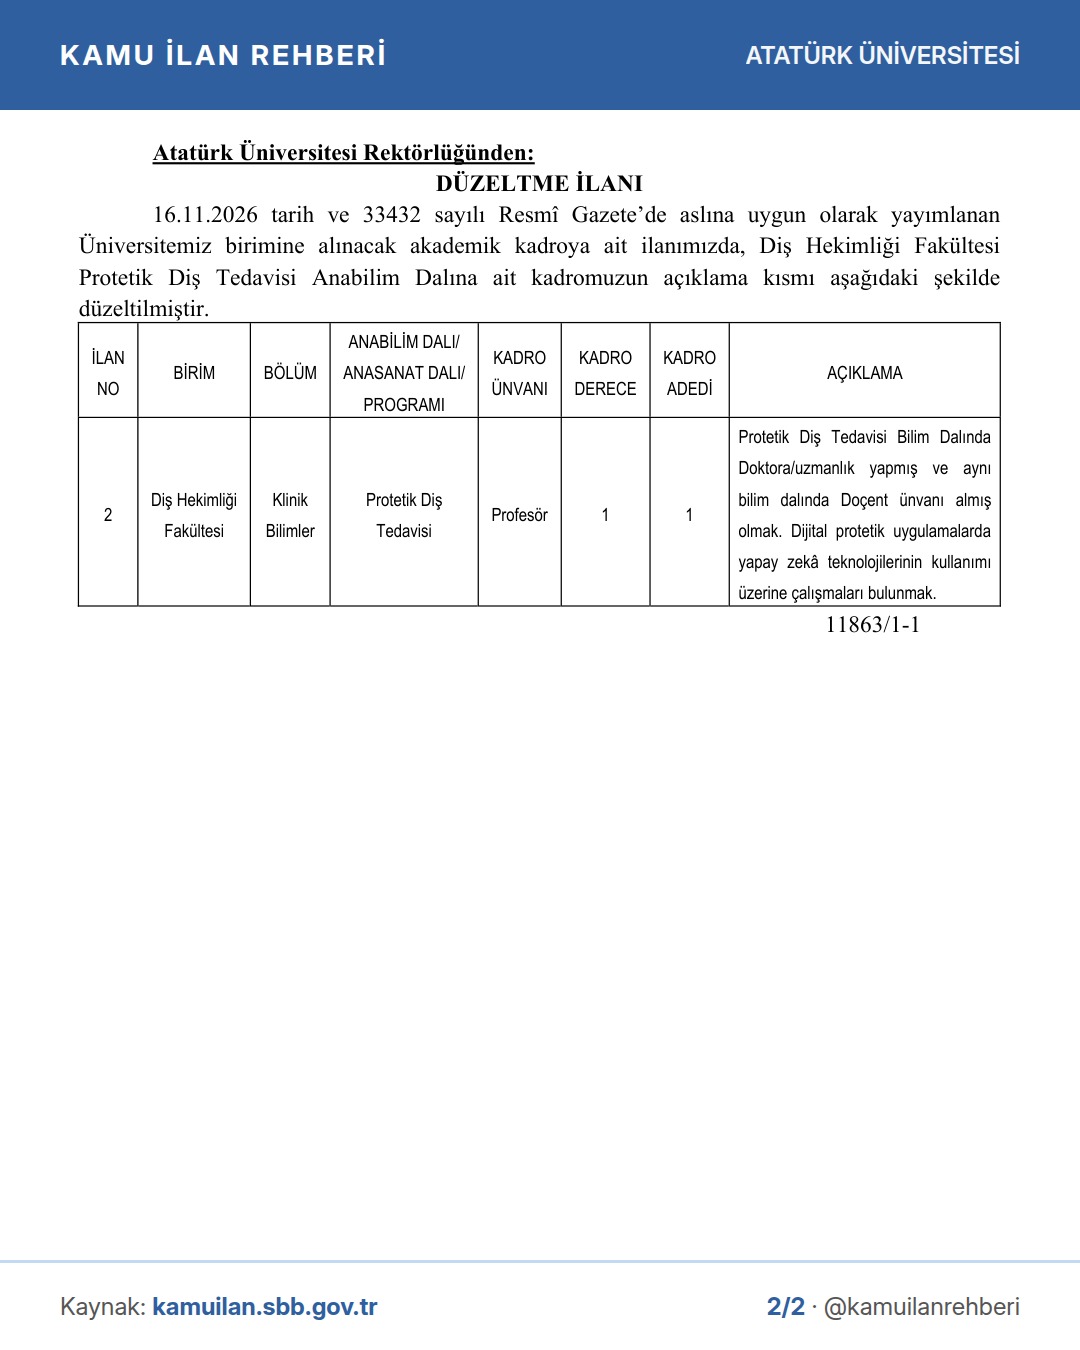 KAMU İLAN REHBERİ
ATATÜRK ÜNİVERSİTESİ
Atatürk Üniversitesi Rektörlüğünden:
DÜZELTME İLANI
16.11.2026 tarih ve 33432 sayılı Resmî Gazete’de aslına uygun olarak yayımlanan
Üniversitemiz birimine alınacak akademik kadroya ait ilanımızda, Diş Hekimliği Fakültesi
Protetik Diş Tedavisi Anabilim Dalına ait kadromuzun açıklama kısmı aşağıdaki şekilde
düzeltilmiştir.
İLAN
NO
BİRİM
BÖLÜM
ANABİLİM DALI/
ANASANAT DALI/
PROGRAMI
KADRO
ÜNVANI
KADRO
DERECE
KADRO
ADEDİ
AÇIKLAMA
2
Diş Hekimliği
Fakültesi
Klinik
Bilimler
Protetik Diş
Tedavisi
Profesör
1
1
Protetik Diş Tedavisi Bilim Dalında
Doktora/uzmanlık yapmış ve aynı
bilim dalında Doçent ünvanı almış
olmak. Dijital protetik uygulamalarda
yapay zekâ teknolojilerinin kullanımı
üzerine çalışmaları bulunmak.
11863/1-1
Kaynak: kamuilan.sbb.gov.tr
2/2 · @kamuilanrehberi